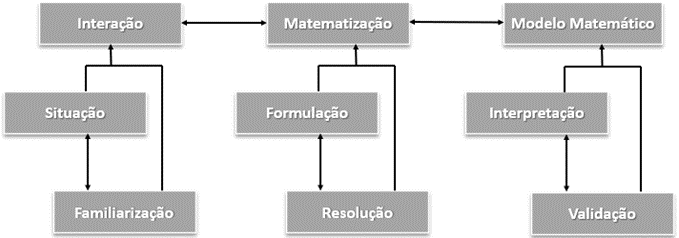 Interação
Matematização
Modelo Matemático
Situação
Formulação
Interpretação
Familiarização
Resolução
Validação